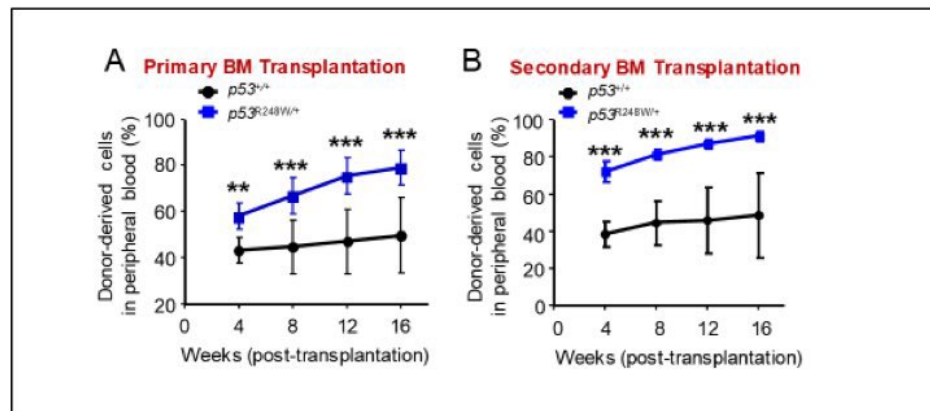 A Primary BM Transplantation
p53+/+
p53R248W/+
Donor-derived cells
in peripheral blood (%)
100
80
60
40
20
**
***
***
***
0 4 8 12 16
Weeks (post-transplantation)
B Secondary BM Transplantation
p53+/+
p53R248W/+
Donor-derived cells
in peripheral blood (%)
100
80
60
40
20
0
***
***
***
***
0 4 8 12 16
Weeks (post-transplantation)